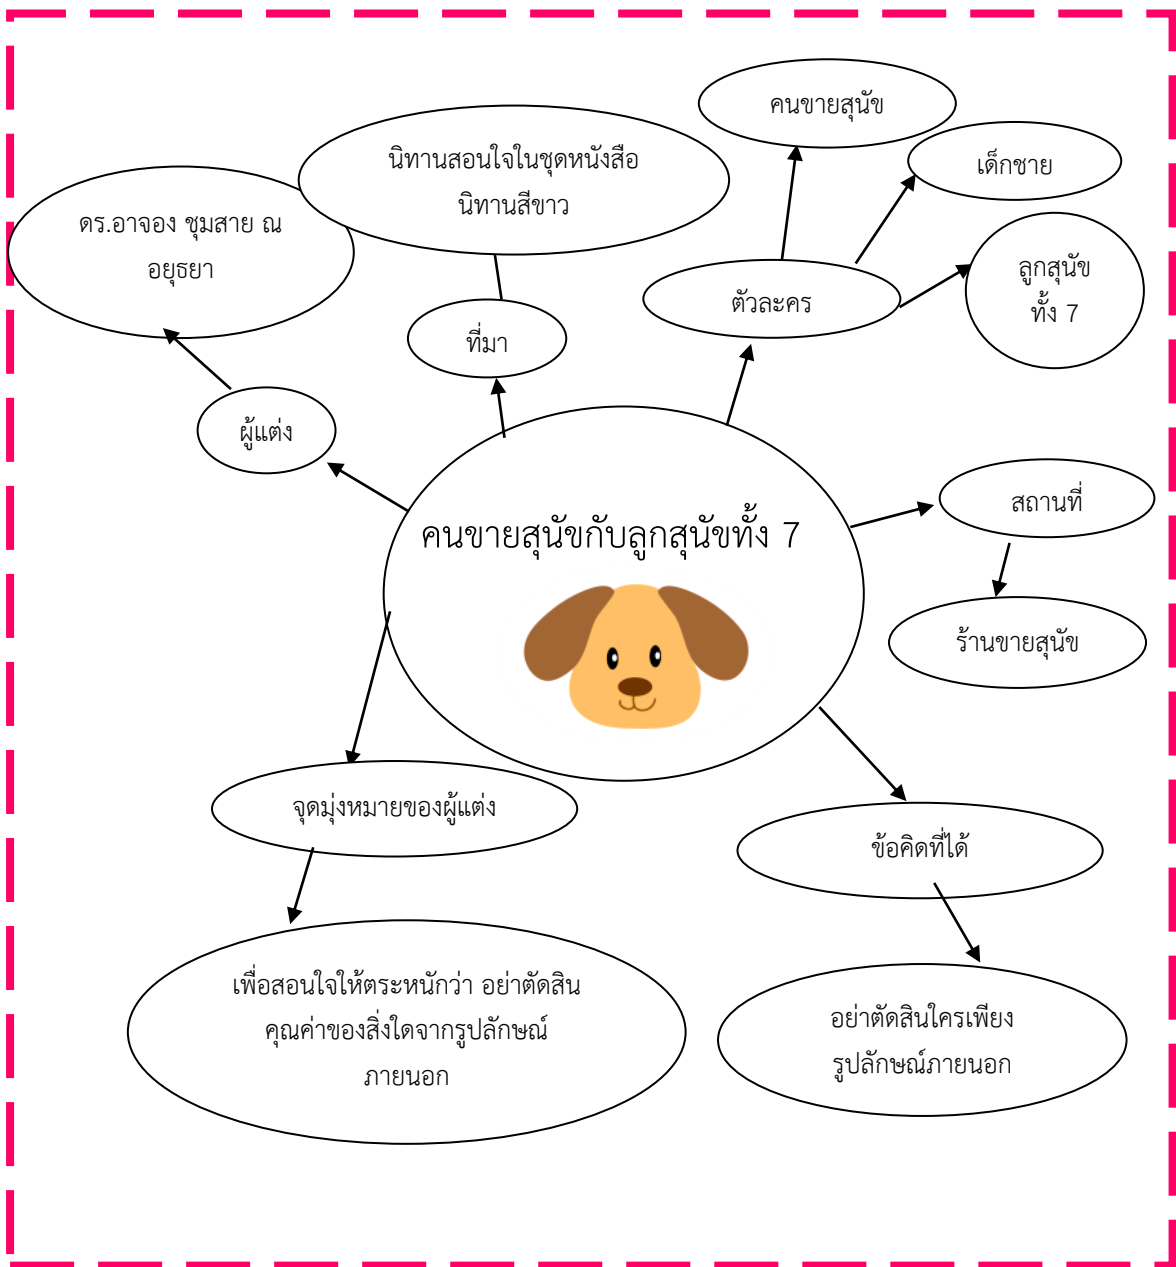 คนขายสุนัข
นิทานสอนใจในชุดหนังสือ
นิทานสีขาว
เด็กชาย
ดร.อาจอง ชุมสาย ณ
อยุธยา
ลูกสุนัข
ทั้ง 7
ตัวละคร
ที่มา
ผู้แต่ง
สถานที่
คนขายสุนัขกับลูกสุนัขทั้ง 7
ร้านขายสุนัข
จุดมุ่งหมายของผู้แต่ง
ข้อคิดที่ได้
เพื่อสอนใจให้ตระหนักว่า อย่าตัดสิน
คุณค่าของสิ่งใดจากรูปลักษณ์
ภายนอก
อย่าตัดสินใครเพียง
รูปลักษณ์ภายนอก